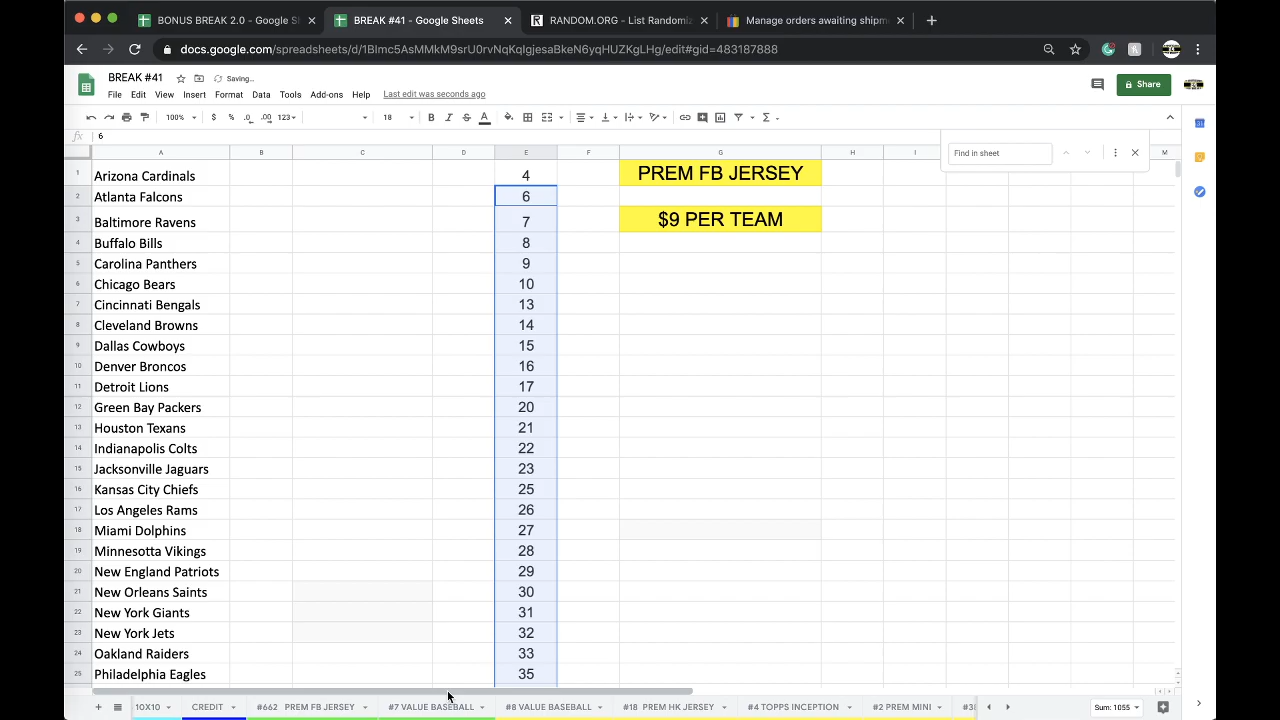 BONUS BREAK 2.0 - Google S
BREAK #41 - Google Sheets
RANDOM.ORG - List Randomi
Manage orders awaiting shipm
docs.google.com/spreadsheets/d/
/edit#gid=483187888
BREAK #41
Saving...
File Edit View Insert Format Data Tools Add-ons Help Last edit was seconds ago
Share
100% $ % .0 .00 123 18 B I S A
fx 6
Find in sheet
A B C D E F G H I L M
1 Arizona Cardinals 4 PREM FB JERSEY
2 Atlanta Falcons 6
3 Baltimore Ravens 7 $9 PER TEAM
4 Buffalo Bills 8
5 Carolina Panthers 9
6 Chicago Bears 10
7 Cincinnati Bengals 13
8 Cleveland Browns 14
9 Dallas Cowboys 15
10 Denver Broncos 16
11 Detroit Lions 17
12 Green Bay Packers 20
13 Houston Texans 21
14 Indianapolis Colts 22
15 Jacksonville Jaguars 23
16 Kansas City Chiefs 25
17 Los Angeles Rams 26
18 Miami Dolphins 27
19 Minnesotta Vikings 28
20 New England Patriots 29
21 New Orleans Saints 30
22 New York Giants 31
23 New York Jets 32
24 Oakland Raiders 33
25 Philadelphia Eagles 35
10X10 CREDIT #662 PREM FB JERSEY #7 VALUE BASEBALL #8 VALUE BASEBALL #18 PREM HK JERSEY #4 TOPPS INCEPTION #2 PREM MINI Sum: 1055